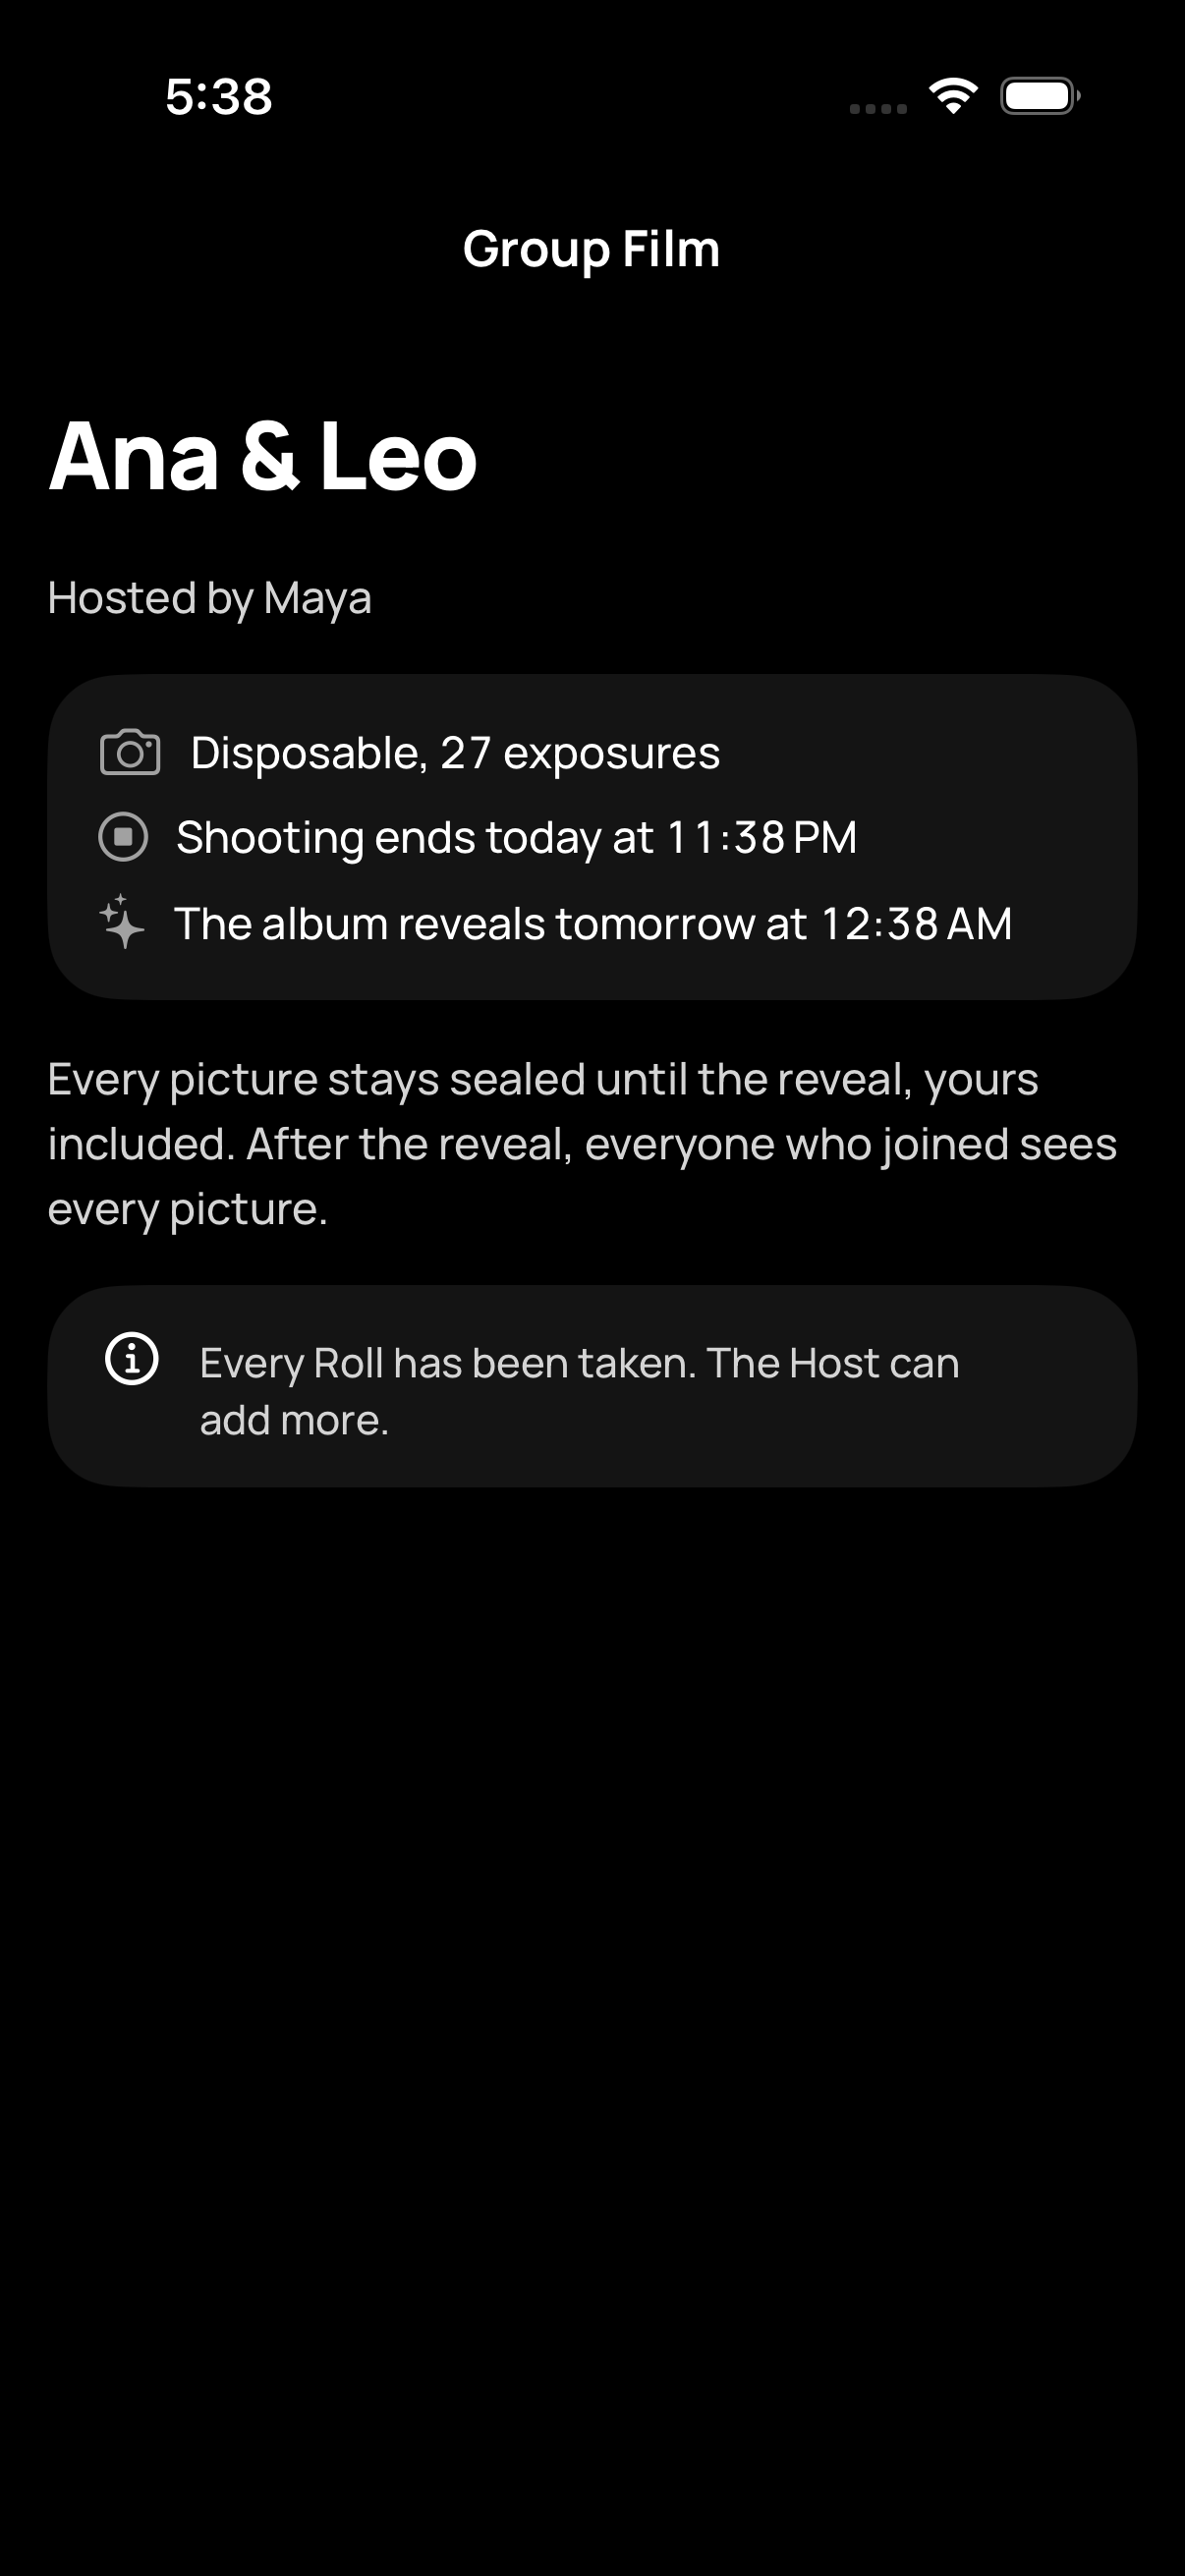 5:38
Group Film
Ana & Leo
Hosted by Maya
Disposable, 27 exposures
Shooting ends today at 11:38 PM
The album reveals tomorrow at 12:38 AM
Every picture stays sealed until the reveal, yours
included. After the reveal, everyone who joined sees
every picture.
Every Roll has been taken. The Host can
add more.